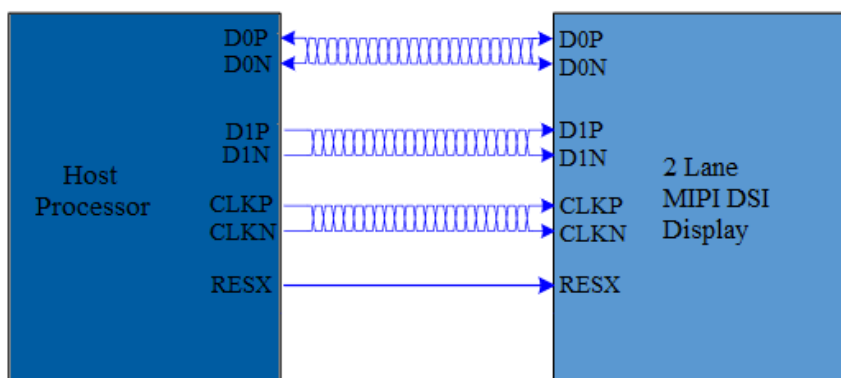 Host
Processor
D0P
D0N
D1P
D1N
CLKP
CLKN
RESX
D0P
D0N
D1P
D1N
CLKP
CLKN
RESX
2 Lane
MIPI DSI
Display